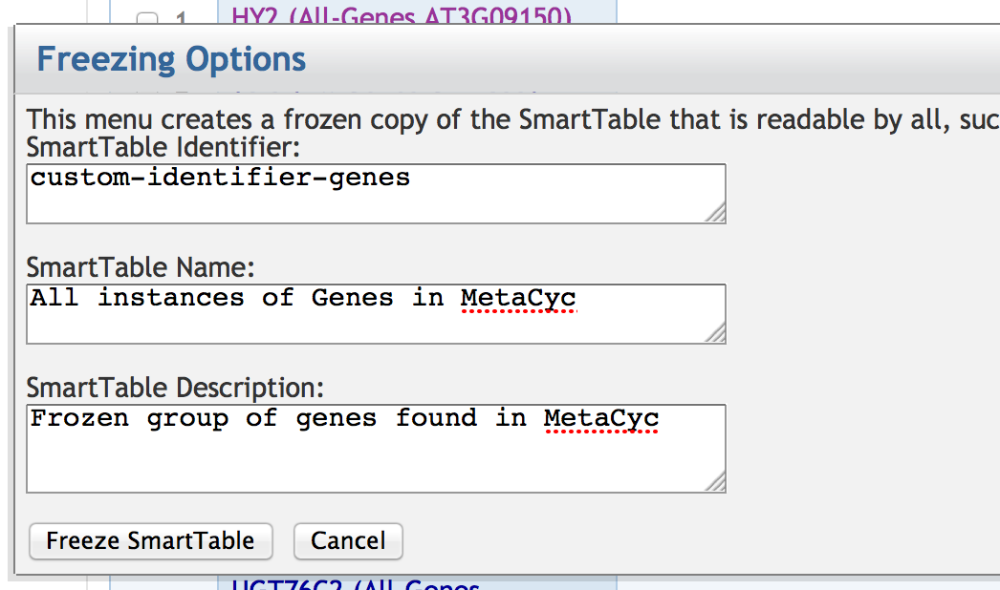 1 HY2 (All-Genes AT3G09150)
Freezing Options
This menu creates a frozen copy of the SmartTable that is readable by all, suc
SmartTable Identifier:
custom-identifier-genes
SmartTable Name:
All instances of Genes in MetaCyc
SmartTable Description:
Frozen group of genes found in MetaCyc
Freeze SmartTable Cancel
UGT76C2 (All-Genes